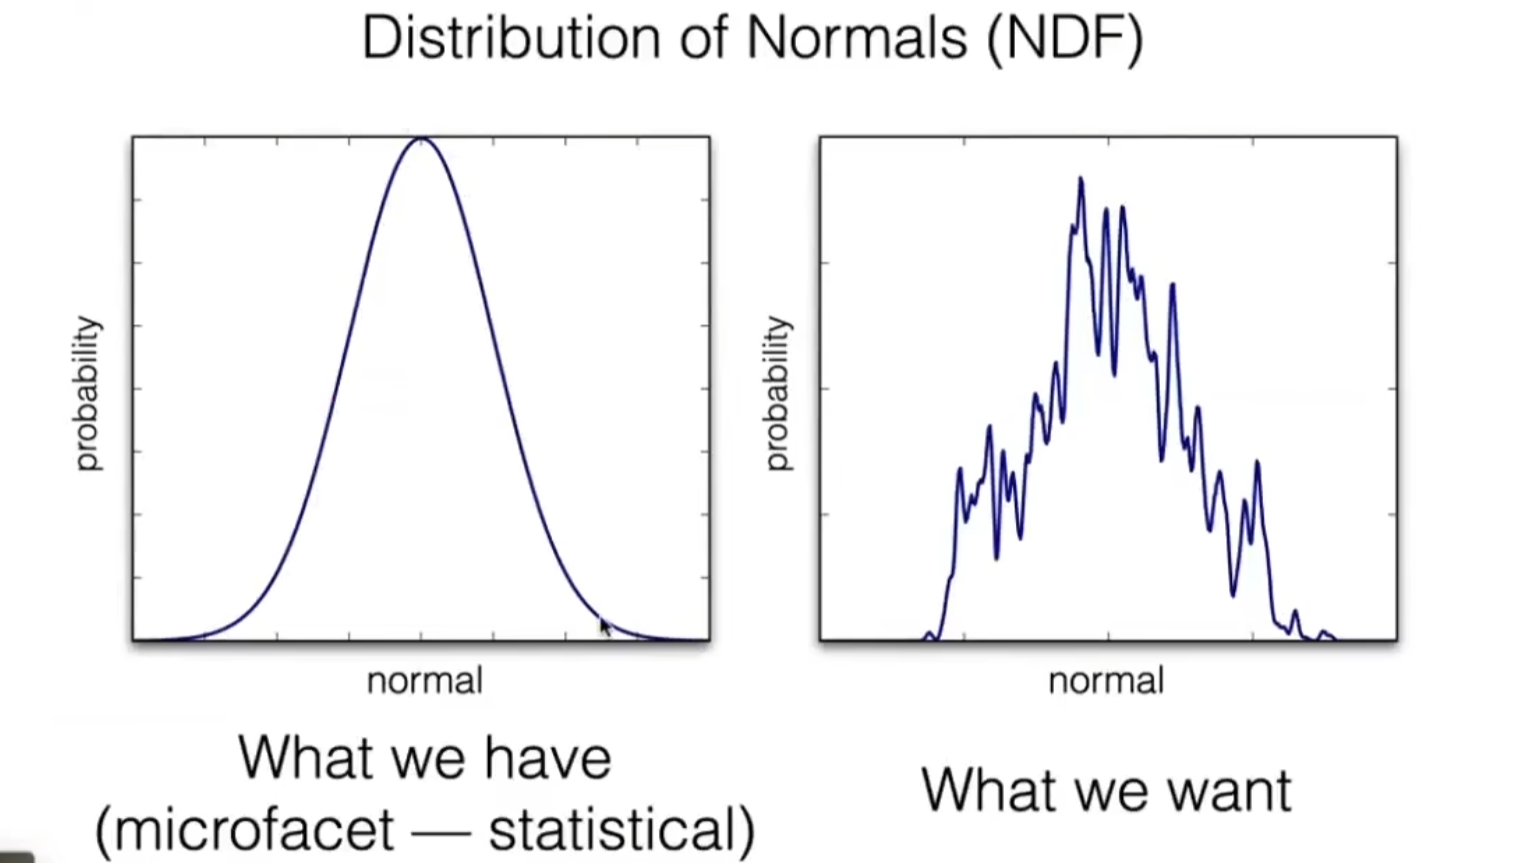 Distribution of Normals (NDF)
probability
normal
What we have
(microfacet — statistical)
probability
normal
What we want